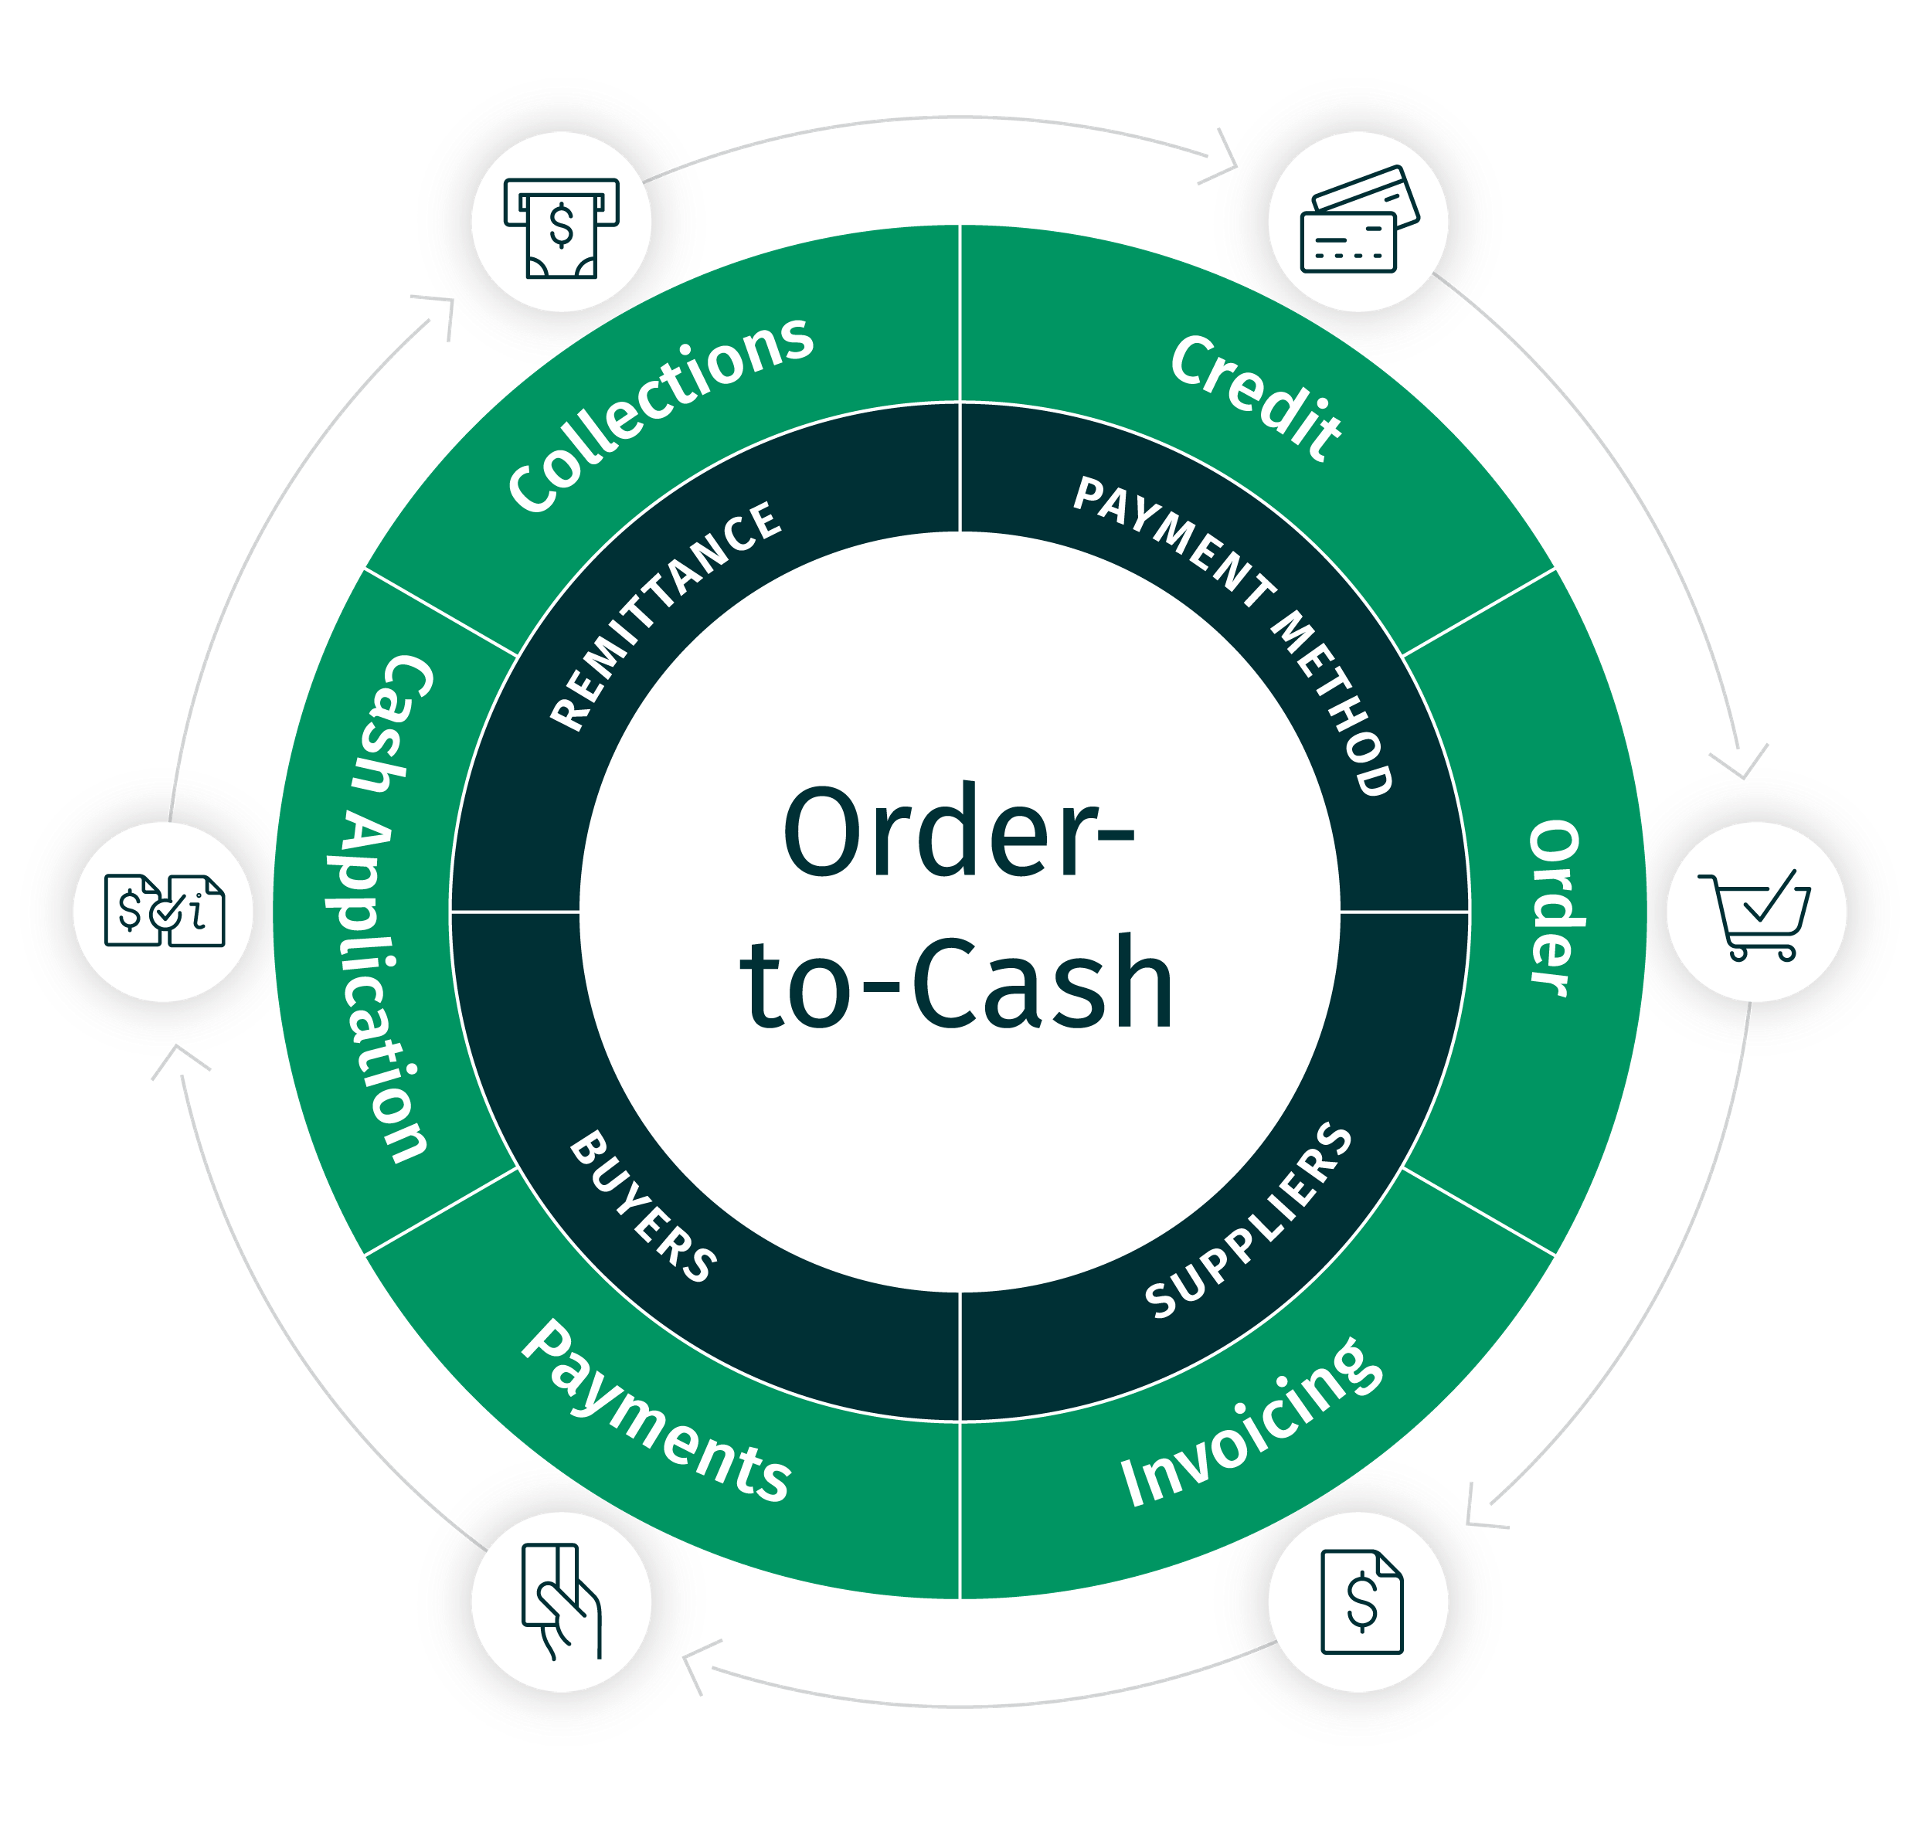 Collections
Credit
Order
Invoicing
Payments
Cash Application
REMITTANCE
PAYMENT METHOD
SUPPLIERS
BUYERS
Order-
to-Cash
$
$
$ i